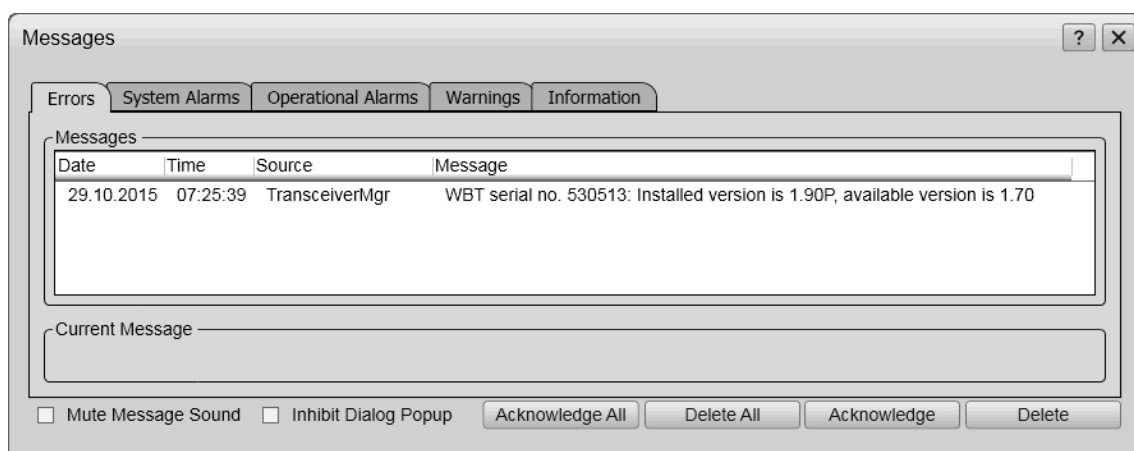 Messages ?
Errors System Alarms Operational Alarms Warnings Information
Messages
Date Time Source Message
29.10.2015 07:25:39 TransceiverMgr WBT serial no. 530513: Installed version is 1.90P, available version is 1.70
Current Message
Mute Message Sound Inhibit Dialog Popup Acknowledge All Delete All Acknowledge Delete